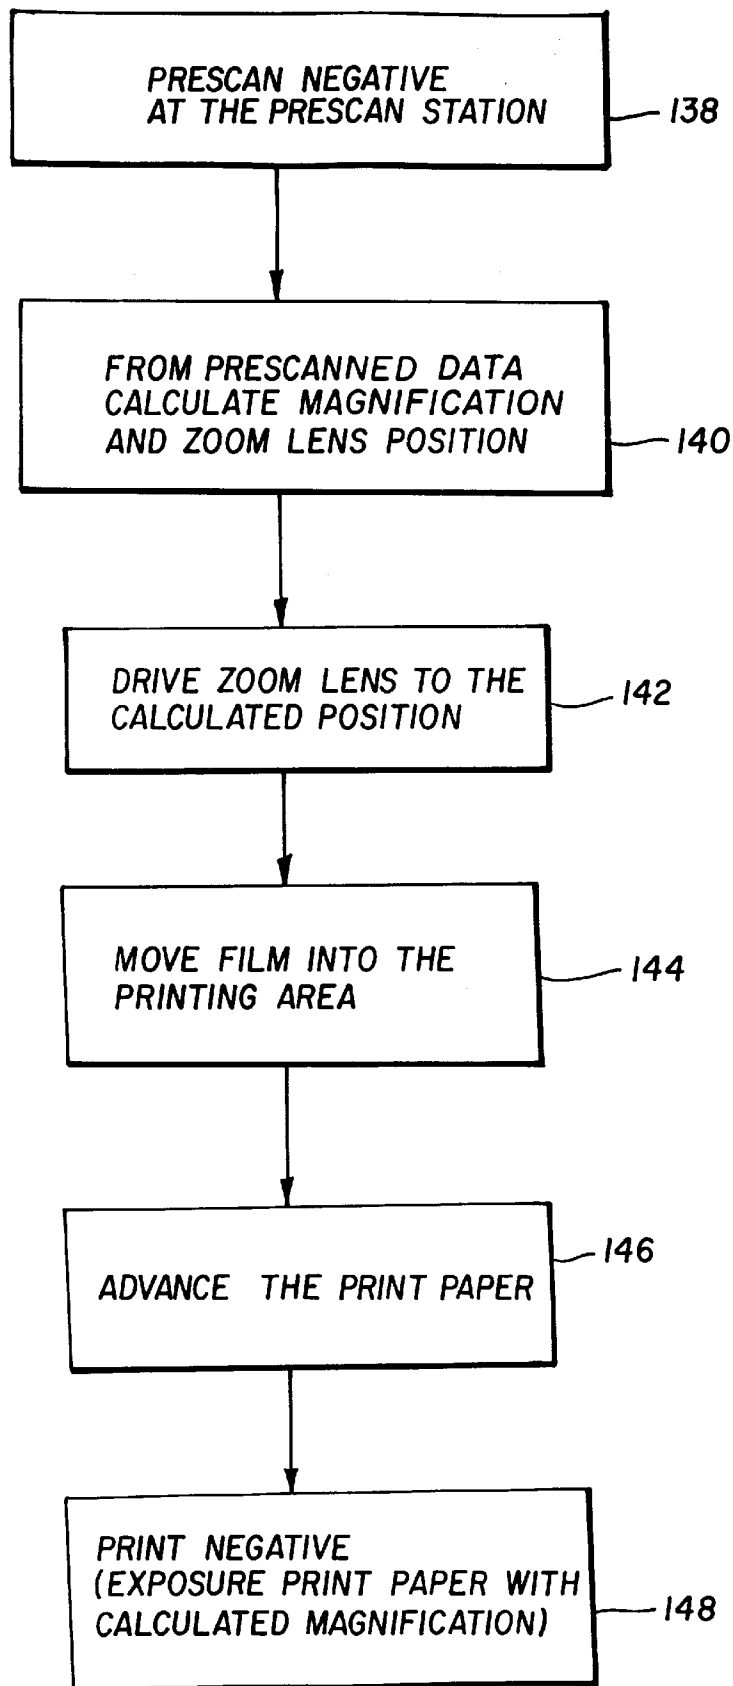 PRESCAN NEGATIVE
AT THE PRESCAN STATION
138
FROM PRESCANNED DATA
CALCULATE MAGNIFICATION
AND ZOOM LENS POSITION
140
DRIVE ZOOM LENS TO THE
CALCULATED POSITION
142
MOVE FILM INTO THE
PRINTING AREA
144
ADVANCE THE PRINT PAPER
146
PRINT NEGATIVE
(EXPOSURE PRINT PAPER WITH
CALCULATED MAGNIFICATION)
148